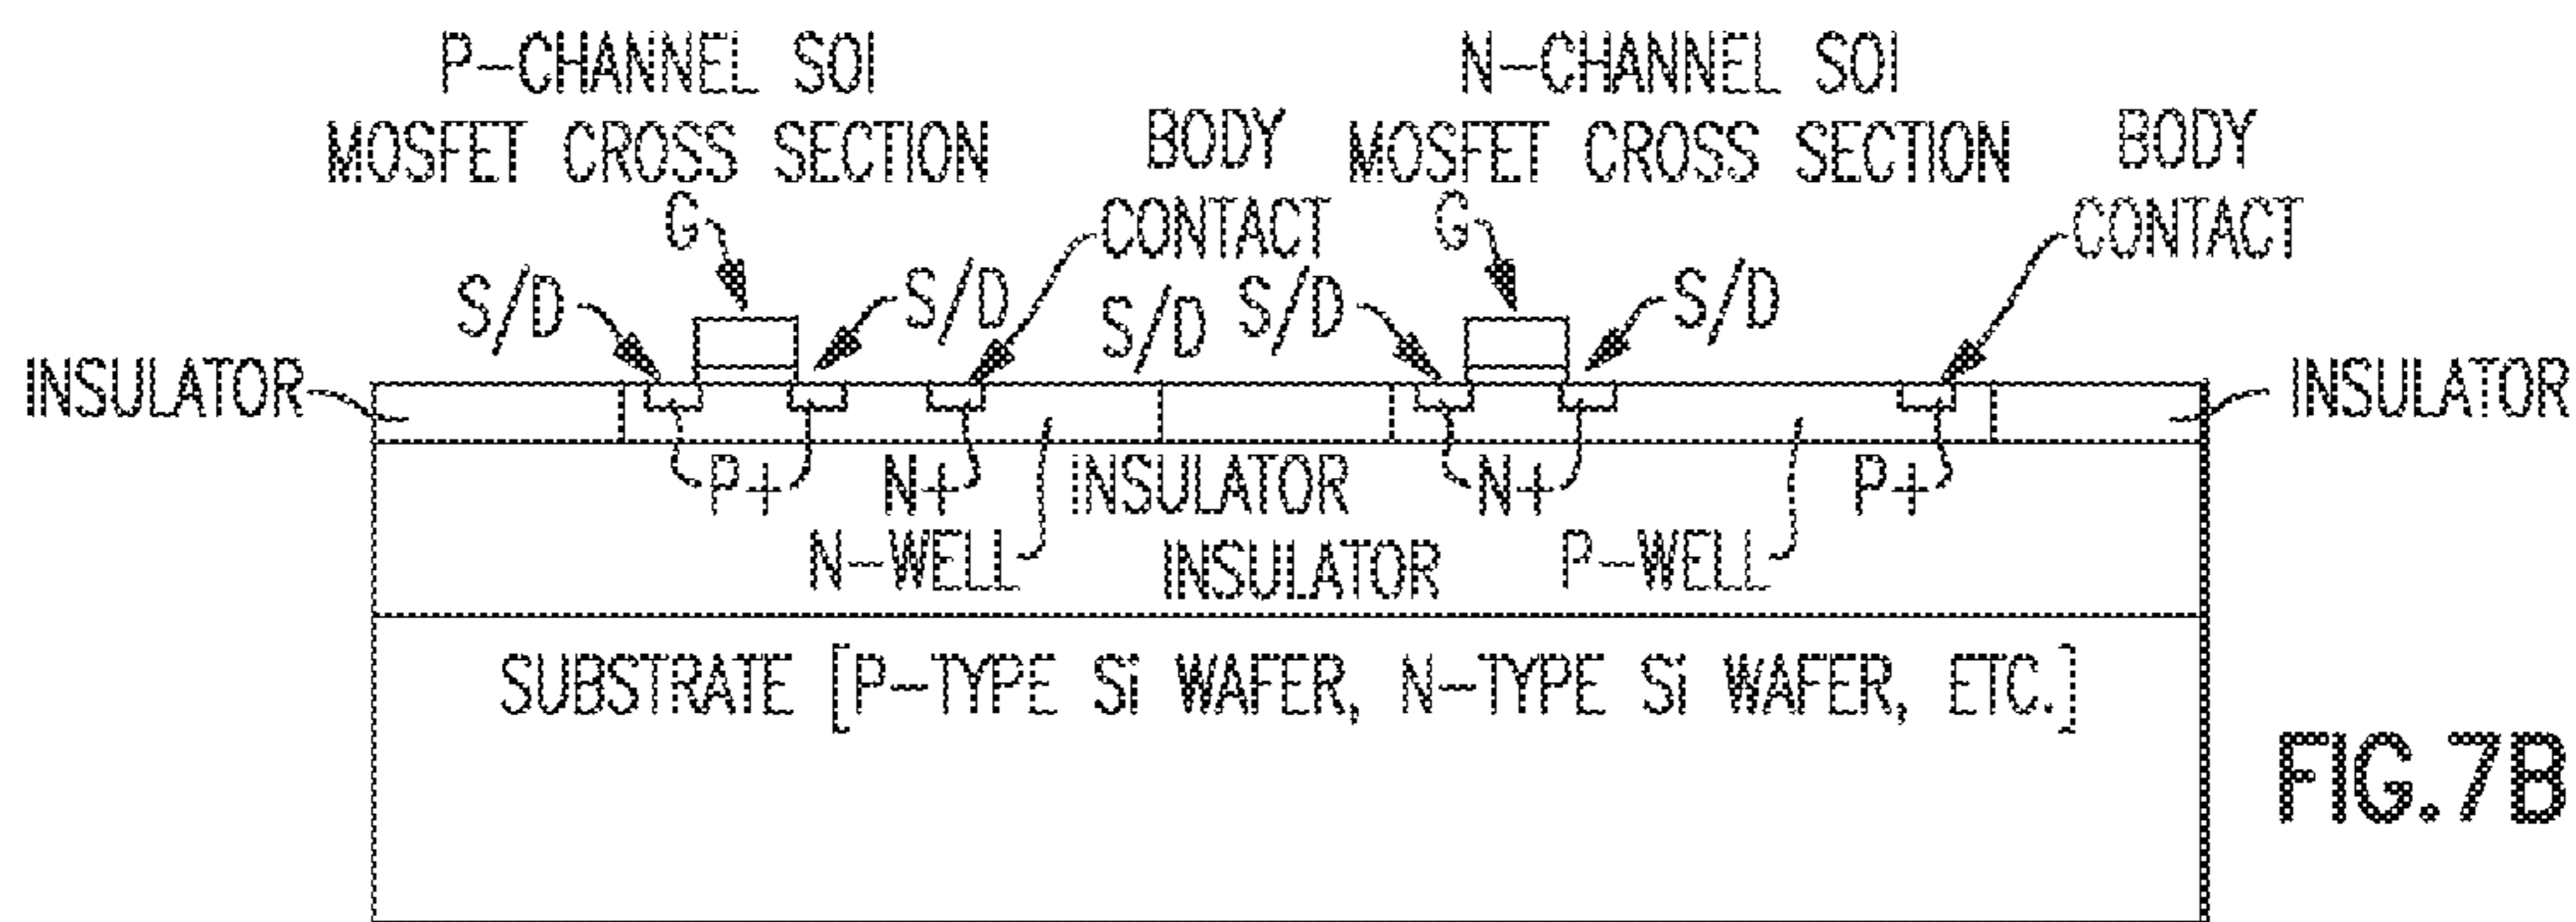 P-CHANNEL SOI
MOSFET CROSS SECTION
BODY
CONTACT
N-CHANNEL SOI
MOSFET CROSS SECTION
BODY
CONTACT
G
S/D
S/D
S/D
G
S/D
S/D
INSULATOR
INSULATOR
P+
N+
INSULATOR
N+
P+
N-WELL
INSULATOR
P-WELL
SUBSTRATE [P-TYPE Si WAFER, N-TYPE Si WAFER, ETC.]
FIG.7B